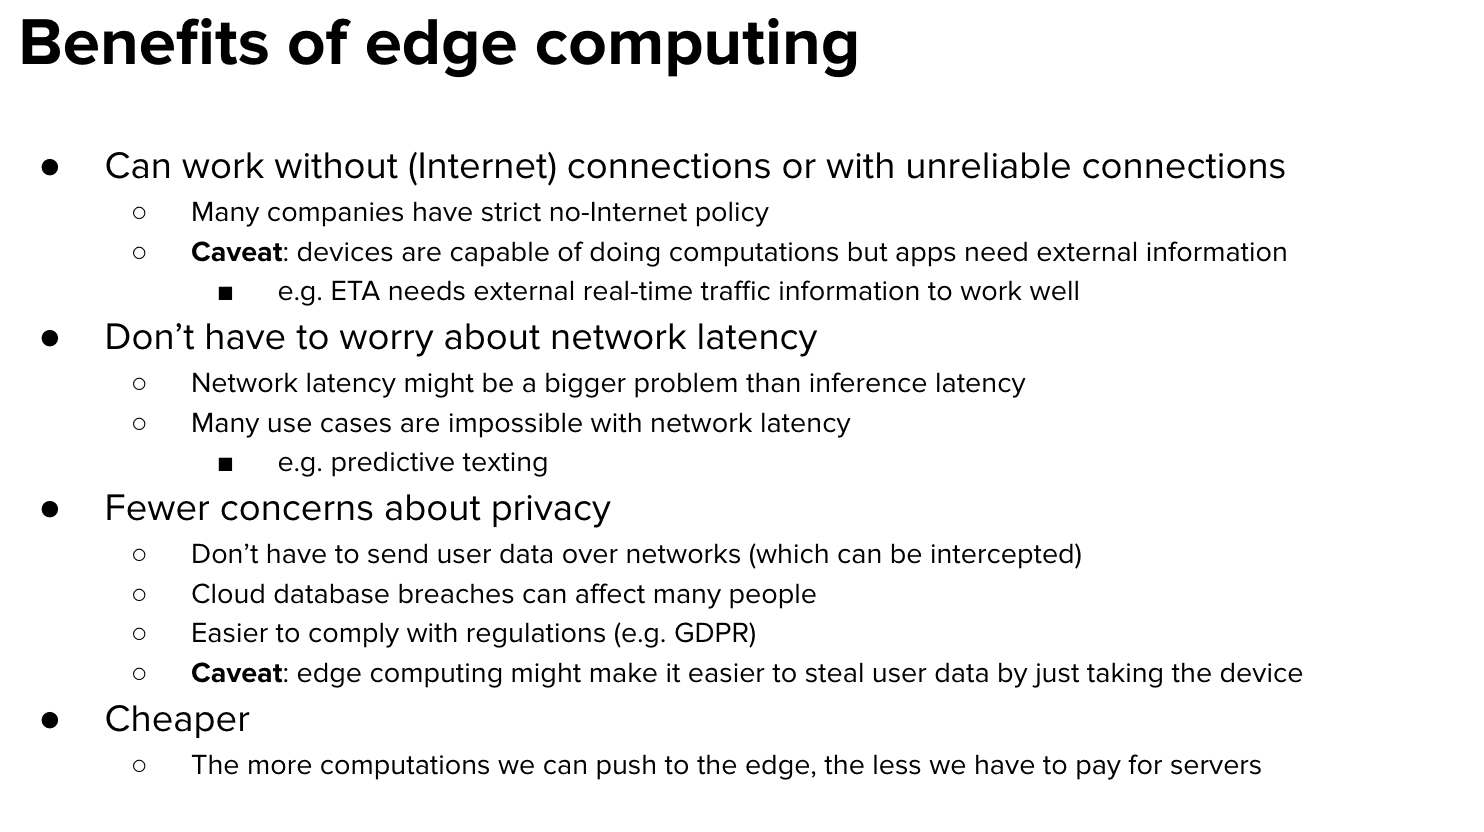 Benefits of edge computing
● Can work without (Internet) connections or with unreliable connections
○ Many companies have strict no-Internet policy
○ Caveat: devices are capable of doing computations but apps need external information
■ e.g. ETA needs external real-time traffic information to work well
● Don’t have to worry about network latency
○ Network latency might be a bigger problem than inference latency
○ Many use cases are impossible with network latency
■ e.g. predictive texting
● Fewer concerns about privacy
○ Don’t have to send user data over networks (which can be intercepted)
○ Cloud database breaches can affect many people
○ Easier to comply with regulations (e.g. GDPR)
○ Caveat: edge computing might make it easier to steal user data by just taking the device
● Cheaper
○ The more computations we can push to the edge, the less we have to pay for servers